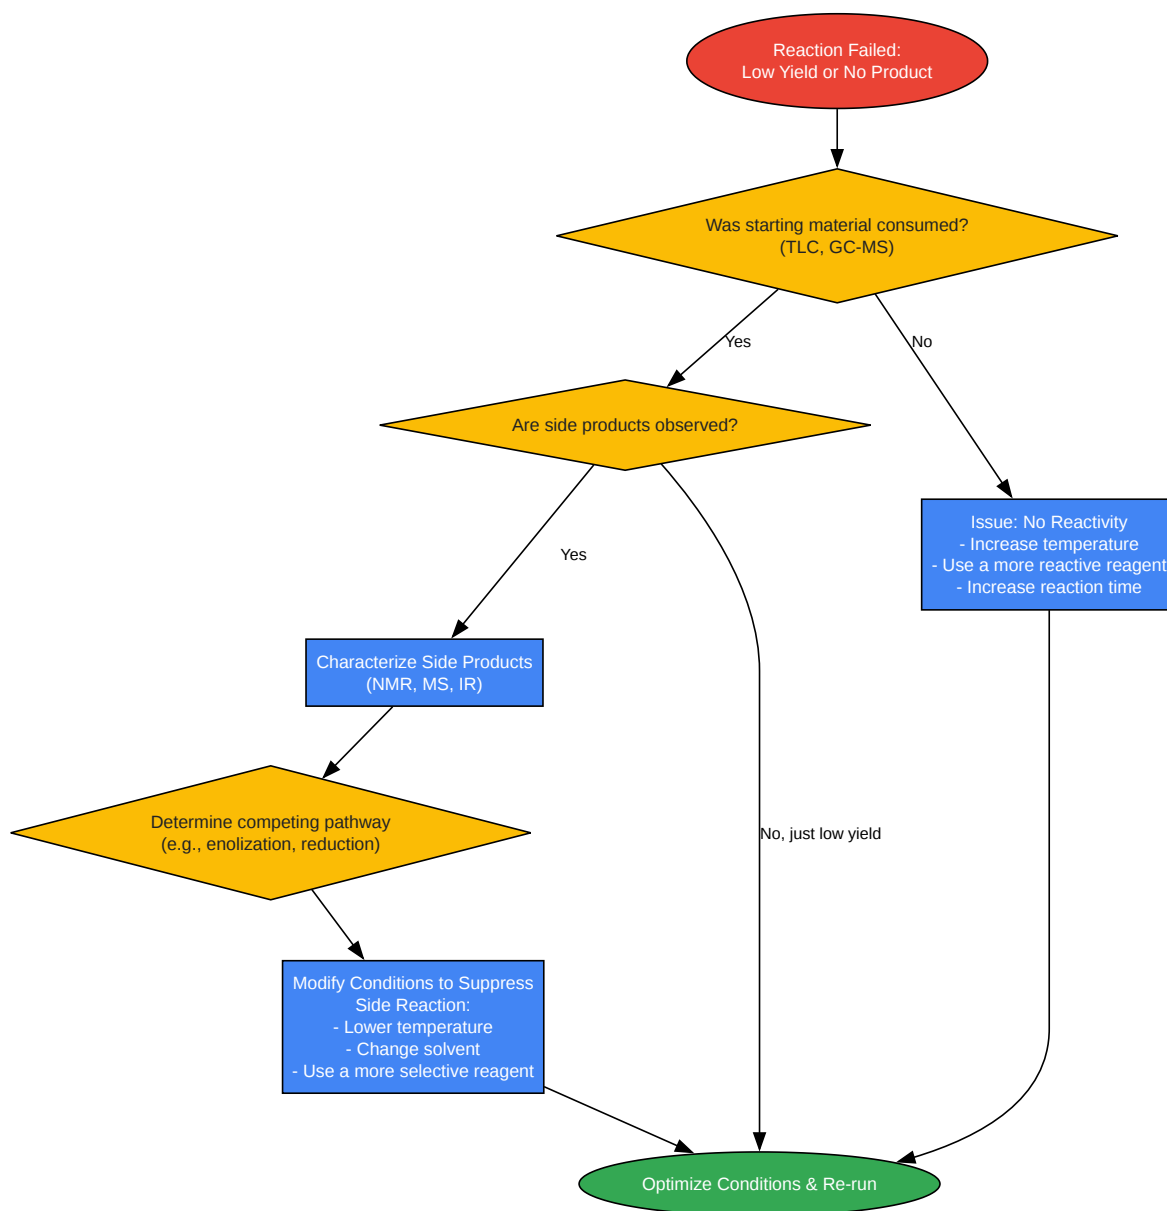 Reaction Failed:
Low Yield or No Product
Was starting material consumed?
(TLC, GC-MS)
Yes
No
Are side products observed?
Issue: No Reactivity
- Increase temperature
- Use a more reactive reagent
- Increase reaction time
Yes
Characterize Side Products
(NMR, MS, IR)
Determine competing pathway
(e.g., enolization, reduction)
No, just low yield
Modify Conditions to Suppress
Side Reaction:
- Lower temperature
- Change solvent
- Use a more selective reagent
Optimize Conditions & Re-run